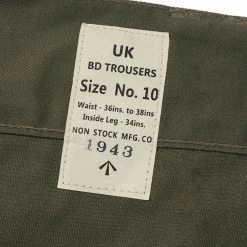 UK
BD TROUSERS
Size No. 10
Waist - 36ins. to 38ins
Inside Leg - 34ins.
NON STOCK MFG. CO
1943